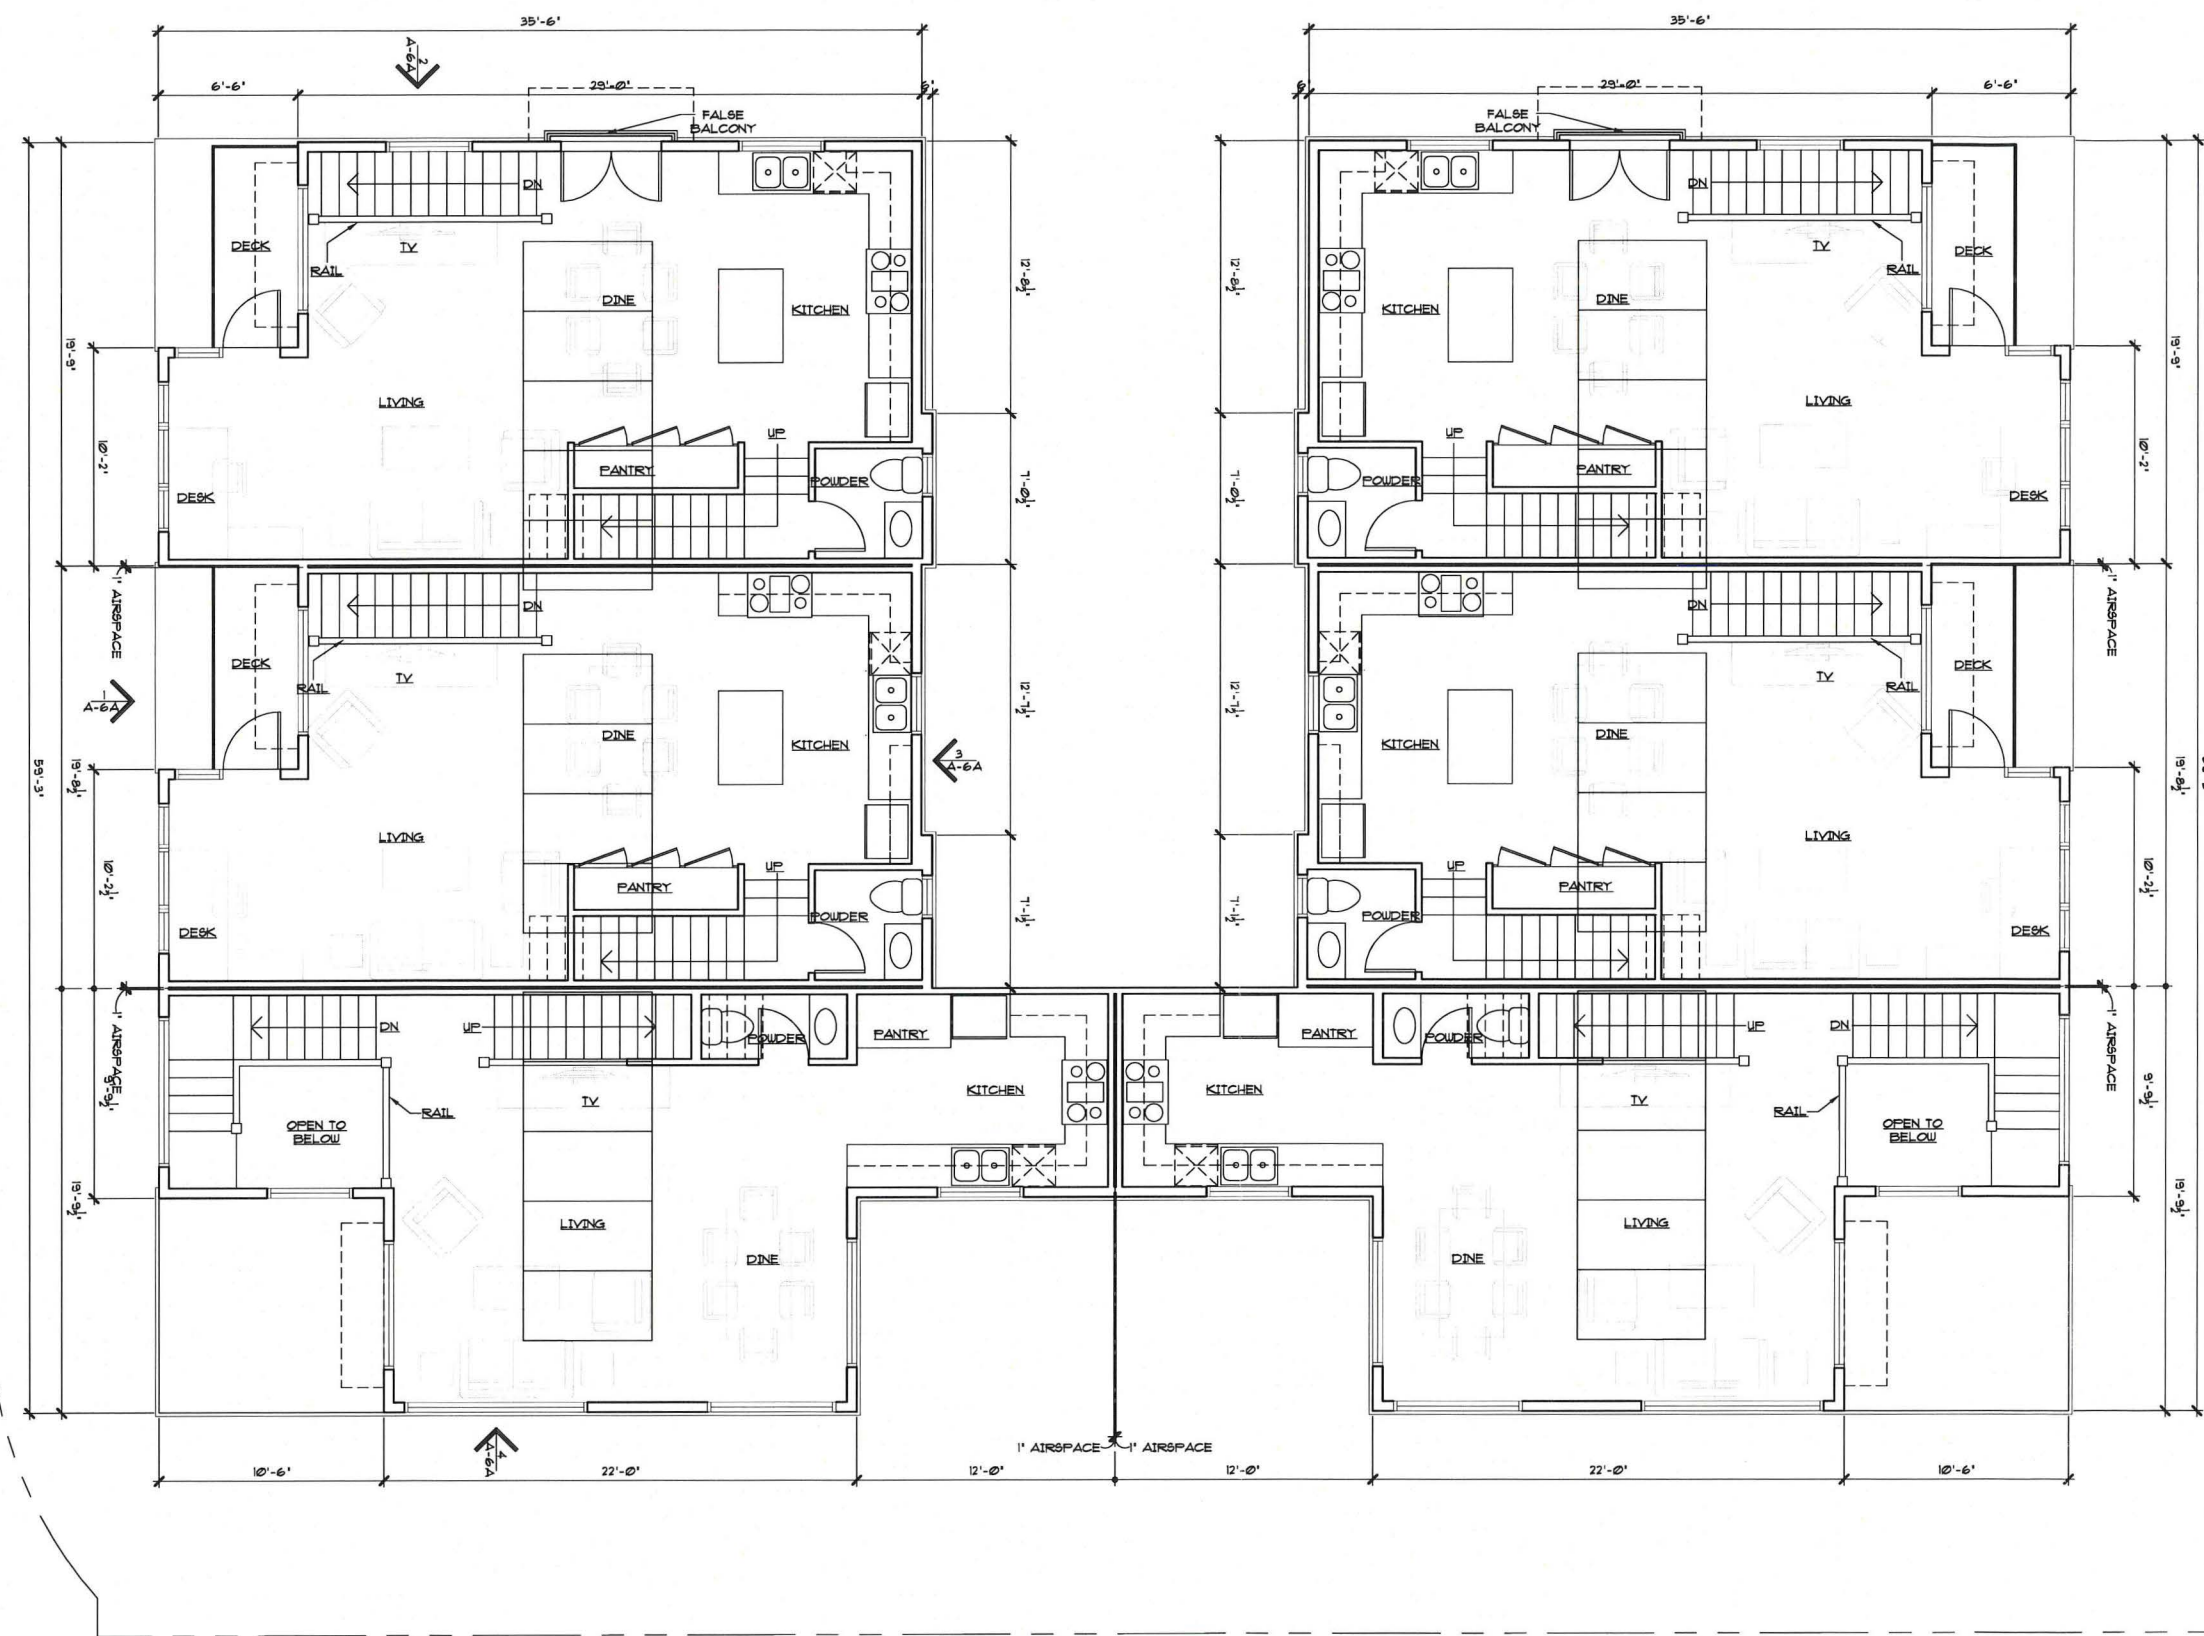 35'-6"
35'-6"
2
A-6A
6'-6"
29'-0"
6"
6"
29'-0"
6'-6"
FALSE
BALCONY
FALSE
BALCONY
DN
DN
DECK
TV
RAIL
DINE
KITCHEN
12'-8½"
12'-8½"
KITCHEN
DINE
TV
RAIL
DECK
19'-9"
19'-9"
LIVING
LIVING
10'-2"
10'-2"
UP
UP
PANTRY
POWDER
7'-0½"
7'-0½"
POWDER
PANTRY
DESK
DESK
1" AIRSPACE
1" AIRSPACE
DN
DN
DECK
TV
RAIL
DINE
KITCHEN
12'-7½"
12'-7½"
KITCHEN
DINE
TV
RAIL
DECK
1
A-6A
3
A-6A
59'-3"
19'-8½"
19'-8½"
LIVING
LIVING
10'-2½"
10'-2½"
UP
UP
PANTRY
POWDER
7'-1½"
7'-1½"
POWDER
PANTRY
DESK
DESK
1" AIRSPACE
1" AIRSPACE
DN
UP
POWDER
PANTRY
PANTRY
POWDER
UP
DN
KITCHEN
KITCHEN
9'-9½"
9'-9½"
TV
TV
RAIL
RAIL
OPEN TO
BELOW
OPEN TO
BELOW
19'-9½"
19'-9½"
LIVING
LIVING
DINE
DINE
4
A-6A
1" AIRSPACE
1" AIRSPACE
10'-6"
22'-0"
12'-0"
12'-0"
22'-0"
10'-6"